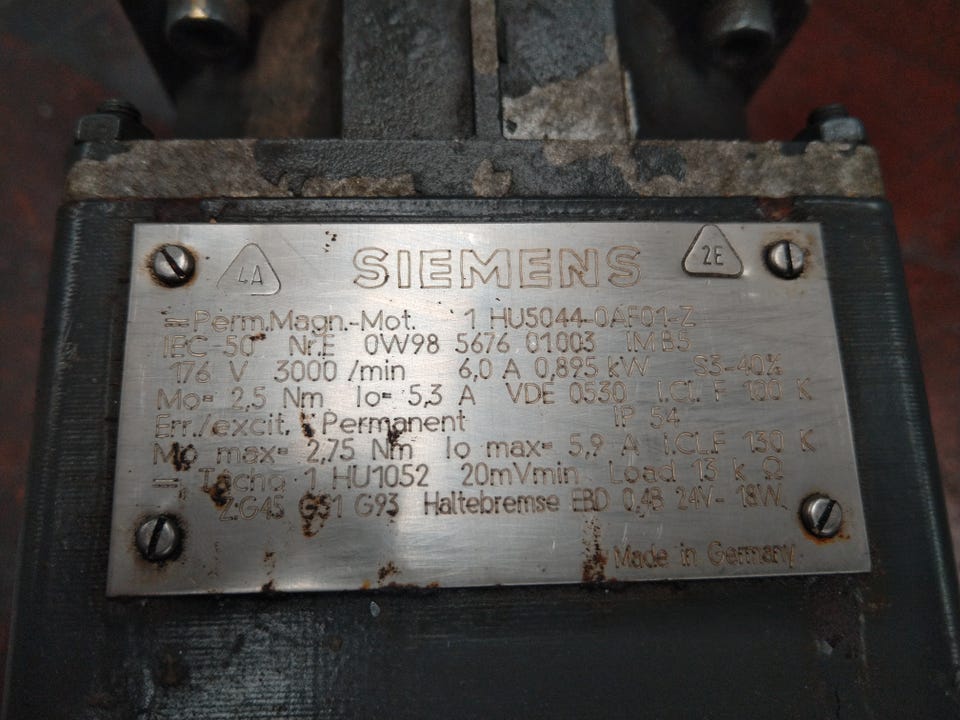 4A SIEMENS 2E
=Perm.Magn.-Mot. 1 HU5044-0AF01-Z
IEC 50 Nr.E 0W98 5676 01003 IM B5
176 V 3000 /min 6,0 A 0,895 kW S3-40%
Mo= 2,5 Nm Io= 5,3 A VDE 0530 I.Cl. F 100 K
Err./excit. Permanent IP 54
Mo max= 2,75 Nm Io max= 5,9 A I.Cl.F 130 K
= Tacho 1 HU1052 20mVmin Load 13 k Ω
Z:G45 G51 G93 Haltebremse EBD 24V- 18W.
Made in Germany